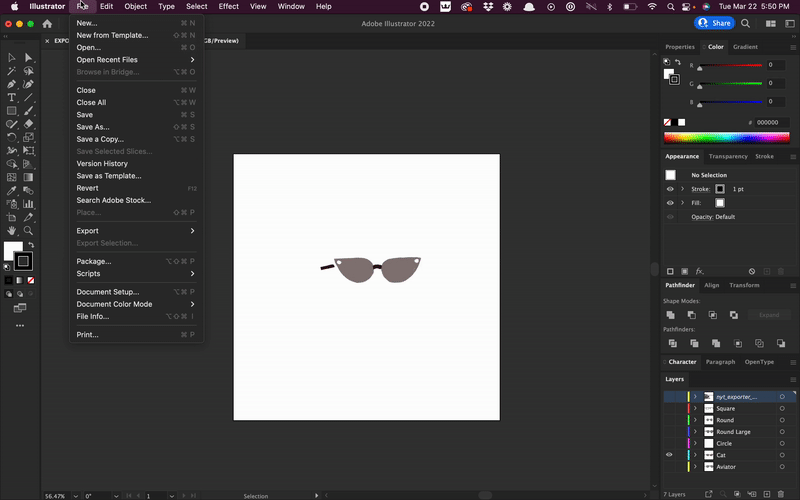 Illustrator File Edit Object Type Select Effect View Window Help Tue Mar 22 5:50 PM
Adobe Illustrator 2022 Share
GB/Preview)
New... ⌘ N
New from Template... ⇧⌘ N
Open... ⌘ O
Open Recent Files
Browse in Bridge... ⌥⌘ O
Close ⌘ W
Close All ⌥⌘ W
Save ⌘ S
Save As... ⇧⌘ S
Save a Copy... ⌥⌘ S
Save Selected Slices...
Version History
Save as Template...
Revert F12
Search Adobe Stock...
Place... ⇧⌘ P
Export
Export Selection...
Package... ⌥⇧⌘ P
Scripts
Document Setup... ⌥⌘ P
Document Color Mode
File Info... ⌥⇧⌘ I
Print... ⌘ P
Properties Color Gradient
R 0
G 0
B 0
# 000000
Appearance Transparency Stroke
No Selection
Stroke: 1 pt
Fill:
Opacity: Default
fx
Pathfinder Align Transform
Shape Modes:
Expand
Pathfinders:
Character Paragraph OpenType
Layers
nyt_exporter_...
Square
Round
Round Large
Circle
Cat
Aviator
7 Layers
56.47% 0° 1 Selection